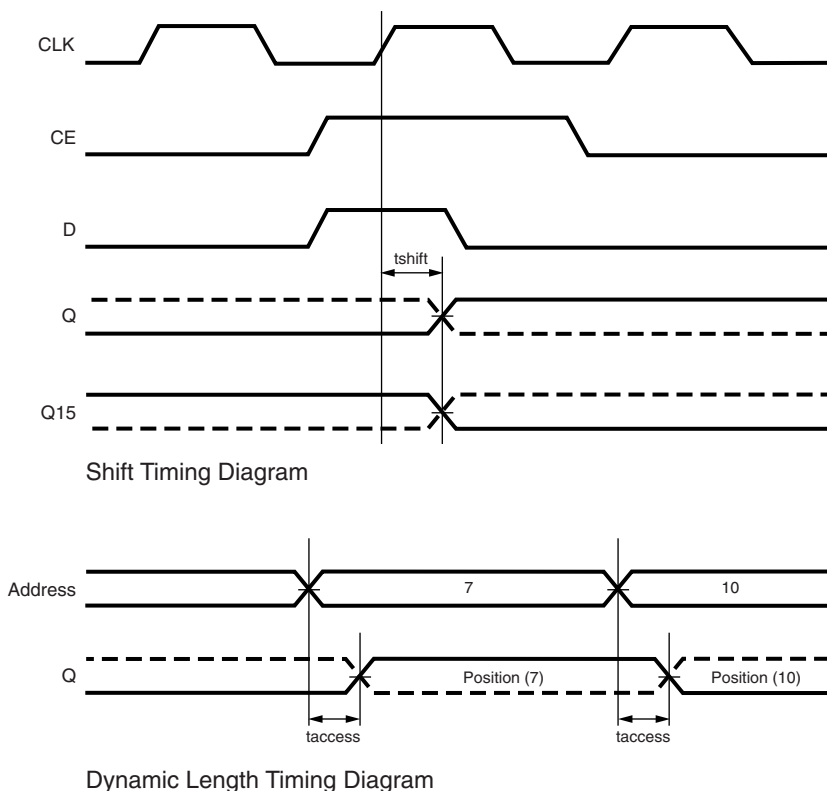 CLK
CE
D
tshift
Q
Q15
Shift Timing Diagram
Address
7
10
Q
Position (7)
Position (10)
taccess
taccess
Dynamic Length Timing Diagram